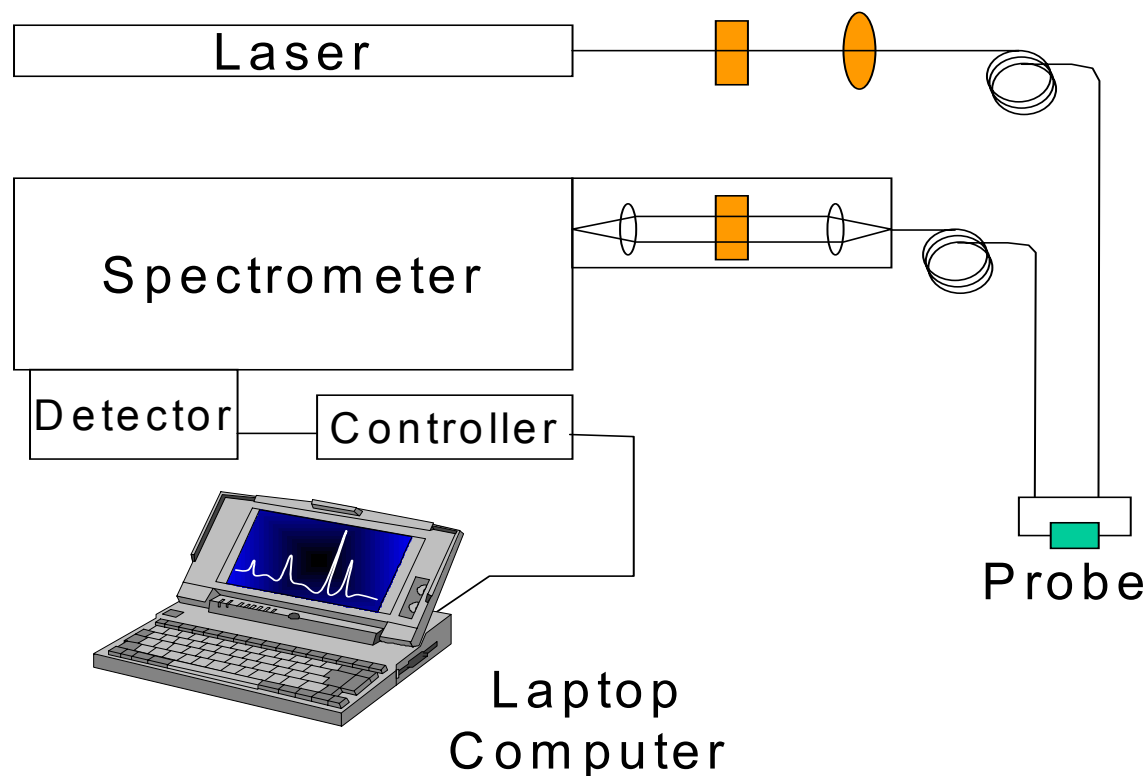 Laser
Spectrometer
Detector
Controller
Probe
Laptop
Computer